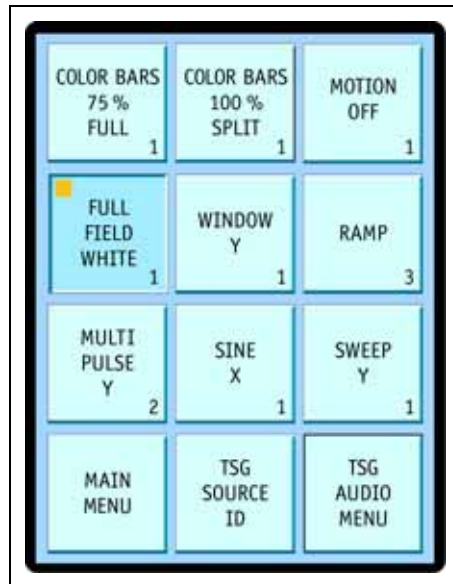 COLOR BARS
75 %
FULL
1
COLOR BARS
100 %
SPLIT
1
MOTION
OFF
1
FULL
FIELD
WHITE
1
WINDOW
Y
1
RAMP
3
MULTI
PULSE
Y
2
SINE
X
1
SWEEP
Y
1
MAIN
MENU
TSG
SOURCE
ID
TSG
AUDIO
MENU